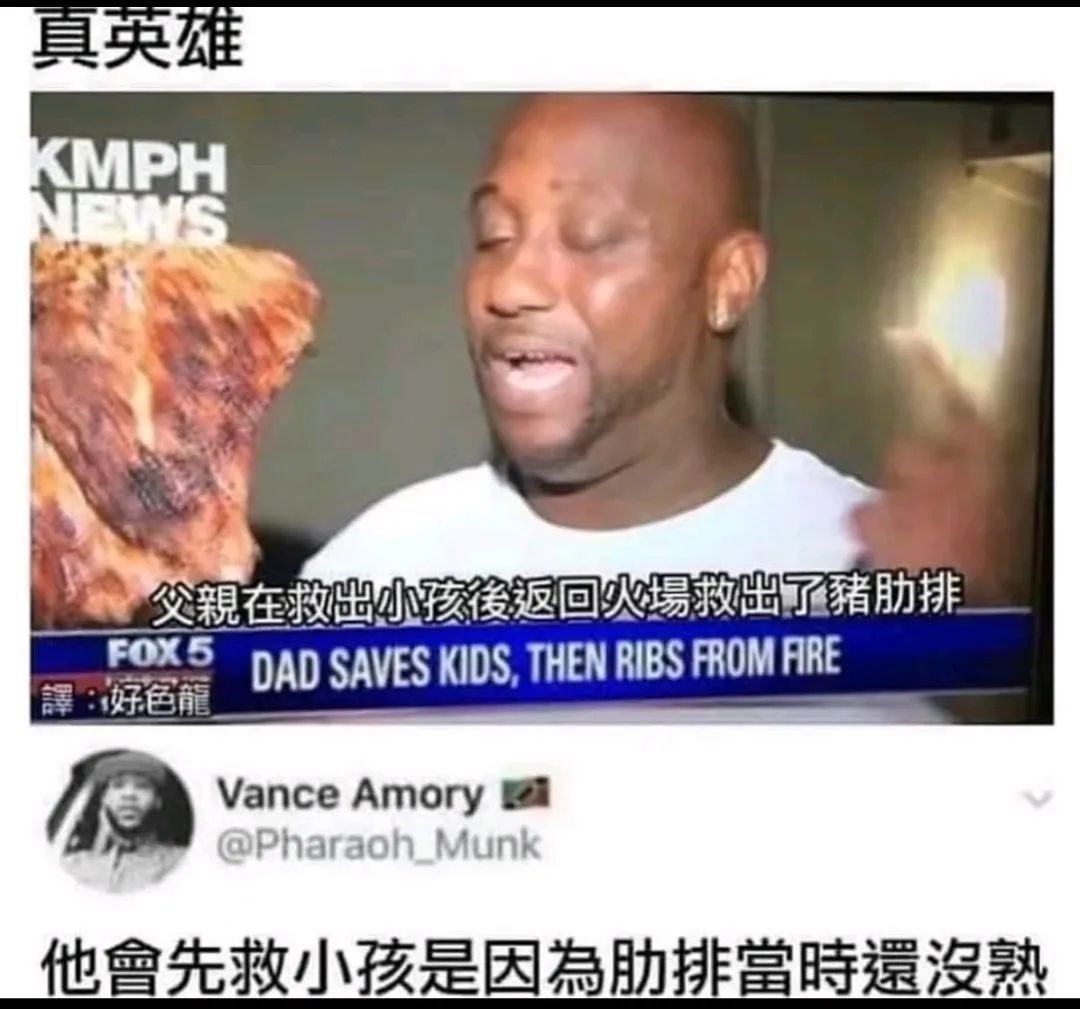 真英雄
KMPH
NEWS
父親在救出小孩後返回火場救出了豬肋排
FOX 5
DAD SAVES KIDS, THEN RIBS FROM FIRE
譯：好色龍
Vance Amory
@Pharaoh_Munk
他會先救小孩是因為肋排當時還沒熟